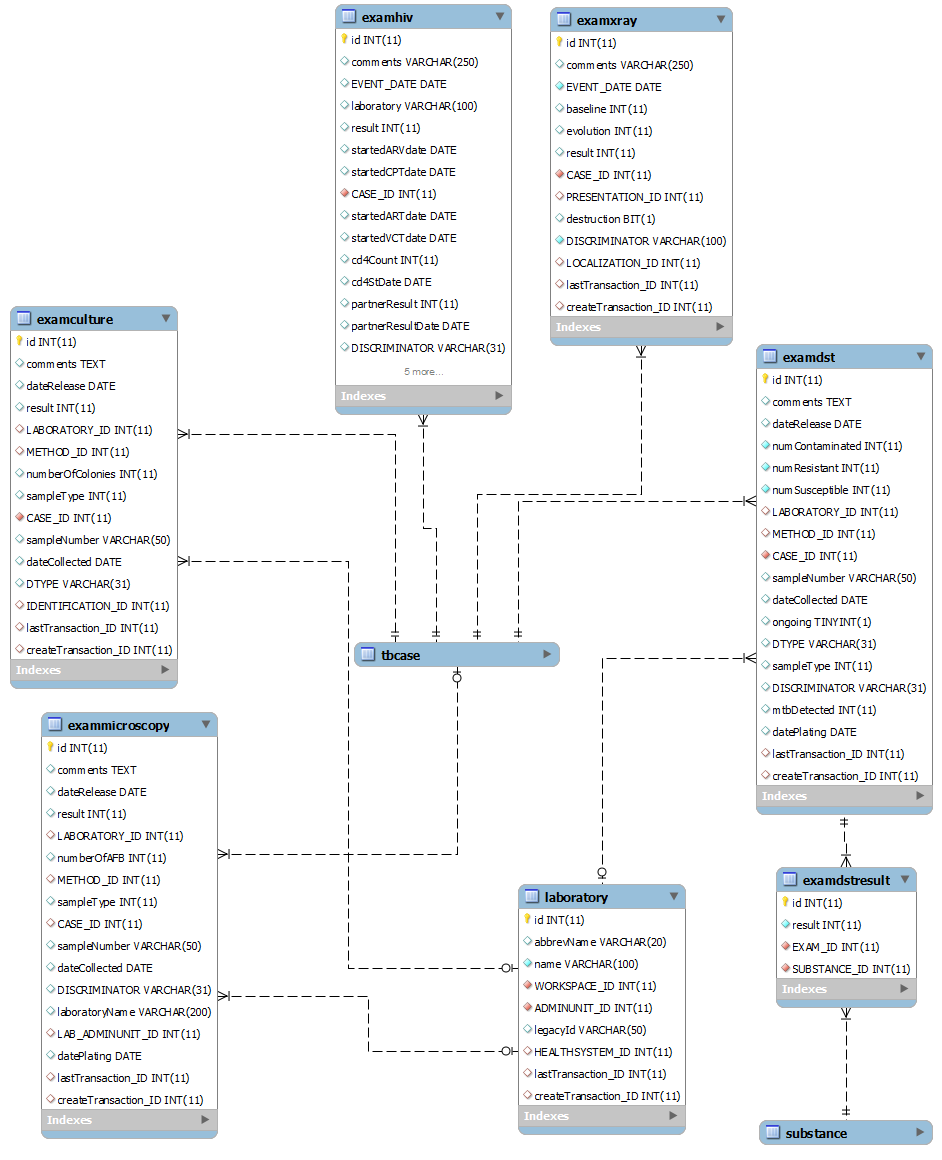 examhiv
id INT(11)
comments VARCHAR(250)
EVENT_DATE DATE
laboratory VARCHAR(100)
result INT(11)
startedARVdate DATE
startedCPTdate DATE
CASE_ID INT(11)
startedARTdate DATE
startedVCTdate DATE
cd4Count INT(11)
cd4StDate DATE
partnerResult INT(11)
partnerResultDate DATE
DISCRIMINATOR VARCHAR(31)
5 more...
Indexes
examxray
id INT(11)
comments VARCHAR(250)
EVENT_DATE DATE
baseline INT(11)
evolution INT(11)
result INT(11)
CASE_ID INT(11)
PRESENTATION_ID INT(11)
destruction BIT(1)
DISCRIMINATOR VARCHAR(100)
LOCALIZATION_ID INT(11)
lastTransaction_ID INT(11)
createTransaction_ID INT(11)
Indexes
examculture
id INT(11)
comments TEXT
dateRelease DATE
result INT(11)
LABORATORY_ID INT(11)
METHOD_ID INT(11)
numberOfColonies INT(11)
sampleType INT(11)
CASE_ID INT(11)
sampleNumber VARCHAR(50)
dateCollected DATE
DTYPE VARCHAR(31)
IDENTIFICATION_ID INT(11)
lastTransaction_ID INT(11)
createTransaction_ID INT(11)
Indexes
examdst
id INT(11)
comments TEXT
dateRelease DATE
numContaminated INT(11)
numResistant INT(11)
numSusceptible INT(11)
LABORATORY_ID INT(11)
METHOD_ID INT(11)
CASE_ID INT(11)
sampleNumber VARCHAR(50)
dateCollected DATE
ongoing TINYINT(1)
DTYPE VARCHAR(31)
sampleType INT(11)
DISCRIMINATOR VARCHAR(31)
mtbDetected INT(11)
datePlating DATE
lastTransaction_ID INT(11)
createTransaction_ID INT(11)
Indexes
tbcase
exammicroscopy
id INT(11)
comments TEXT
dateRelease DATE
result INT(11)
LABORATORY_ID INT(11)
numberOfAFB INT(11)
METHOD_ID INT(11)
sampleType INT(11)
CASE_ID INT(11)
sampleNumber VARCHAR(50)
dateCollected DATE
DISCRIMINATOR VARCHAR(31)
laboratoryName VARCHAR(200)
LAB_ADMINUNIT_ID INT(11)
datePlating DATE
lastTransaction_ID INT(11)
createTransaction_ID INT(11)
Indexes
laboratory
id INT(11)
abbrevName VARCHAR(20)
name VARCHAR(100)
WORKSPACE_ID INT(11)
ADMINUNIT_ID INT(11)
legacyId VARCHAR(50)
HEALTHSYSTEM_ID INT(11)
lastTransaction_ID INT(11)
createTransaction_ID INT(11)
Indexes
examdstresult
id INT(11)
result INT(11)
EXAM_ID INT(11)
SUBSTANCE_ID INT(11)
Indexes
substance